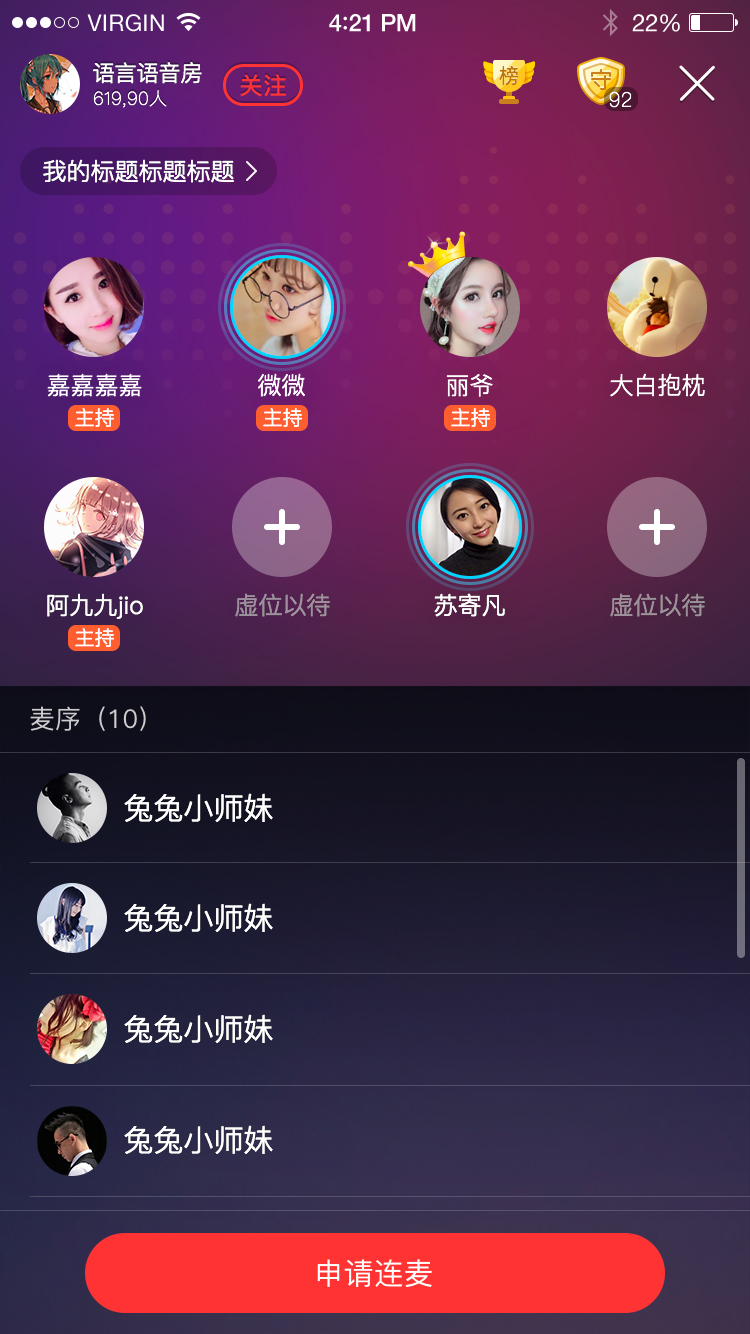 VIRGIN 4:21 PM 22%
语言语音房 关注 榜 守
619,90人 92
我的标题标题标题
嘉嘉嘉嘉 微微 丽爷 大白抱枕
主持 主持 主持
阿九九jio 虚位以待 苏寄凡 虚位以待
主持
麦序（10）
兔兔小师妹
兔兔小师妹
兔兔小师妹
兔兔小师妹
申请连麦